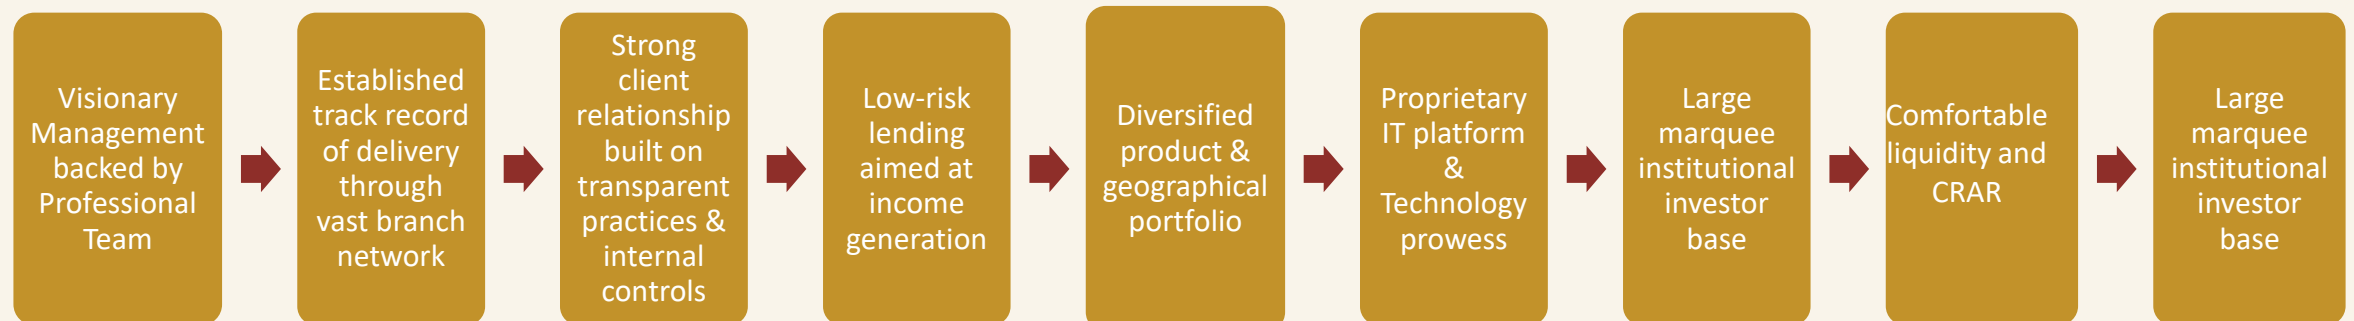 Visionary
Management
backed by
Professional
Team
Established
track record
of delivery
through
vast branch
network
Strong
client
relationship
built on
transparent
practices &
internal
controls
Low-risk
lending
aimed at
income
generation
Diversified
product &
geographical
portfolio
Proprietary
IT platform
&
Technology
prowess
Large
marquee
institutional
investor
base
Comfortable
liquidity and
CRAR
Large
marquee
institutional
investor
base